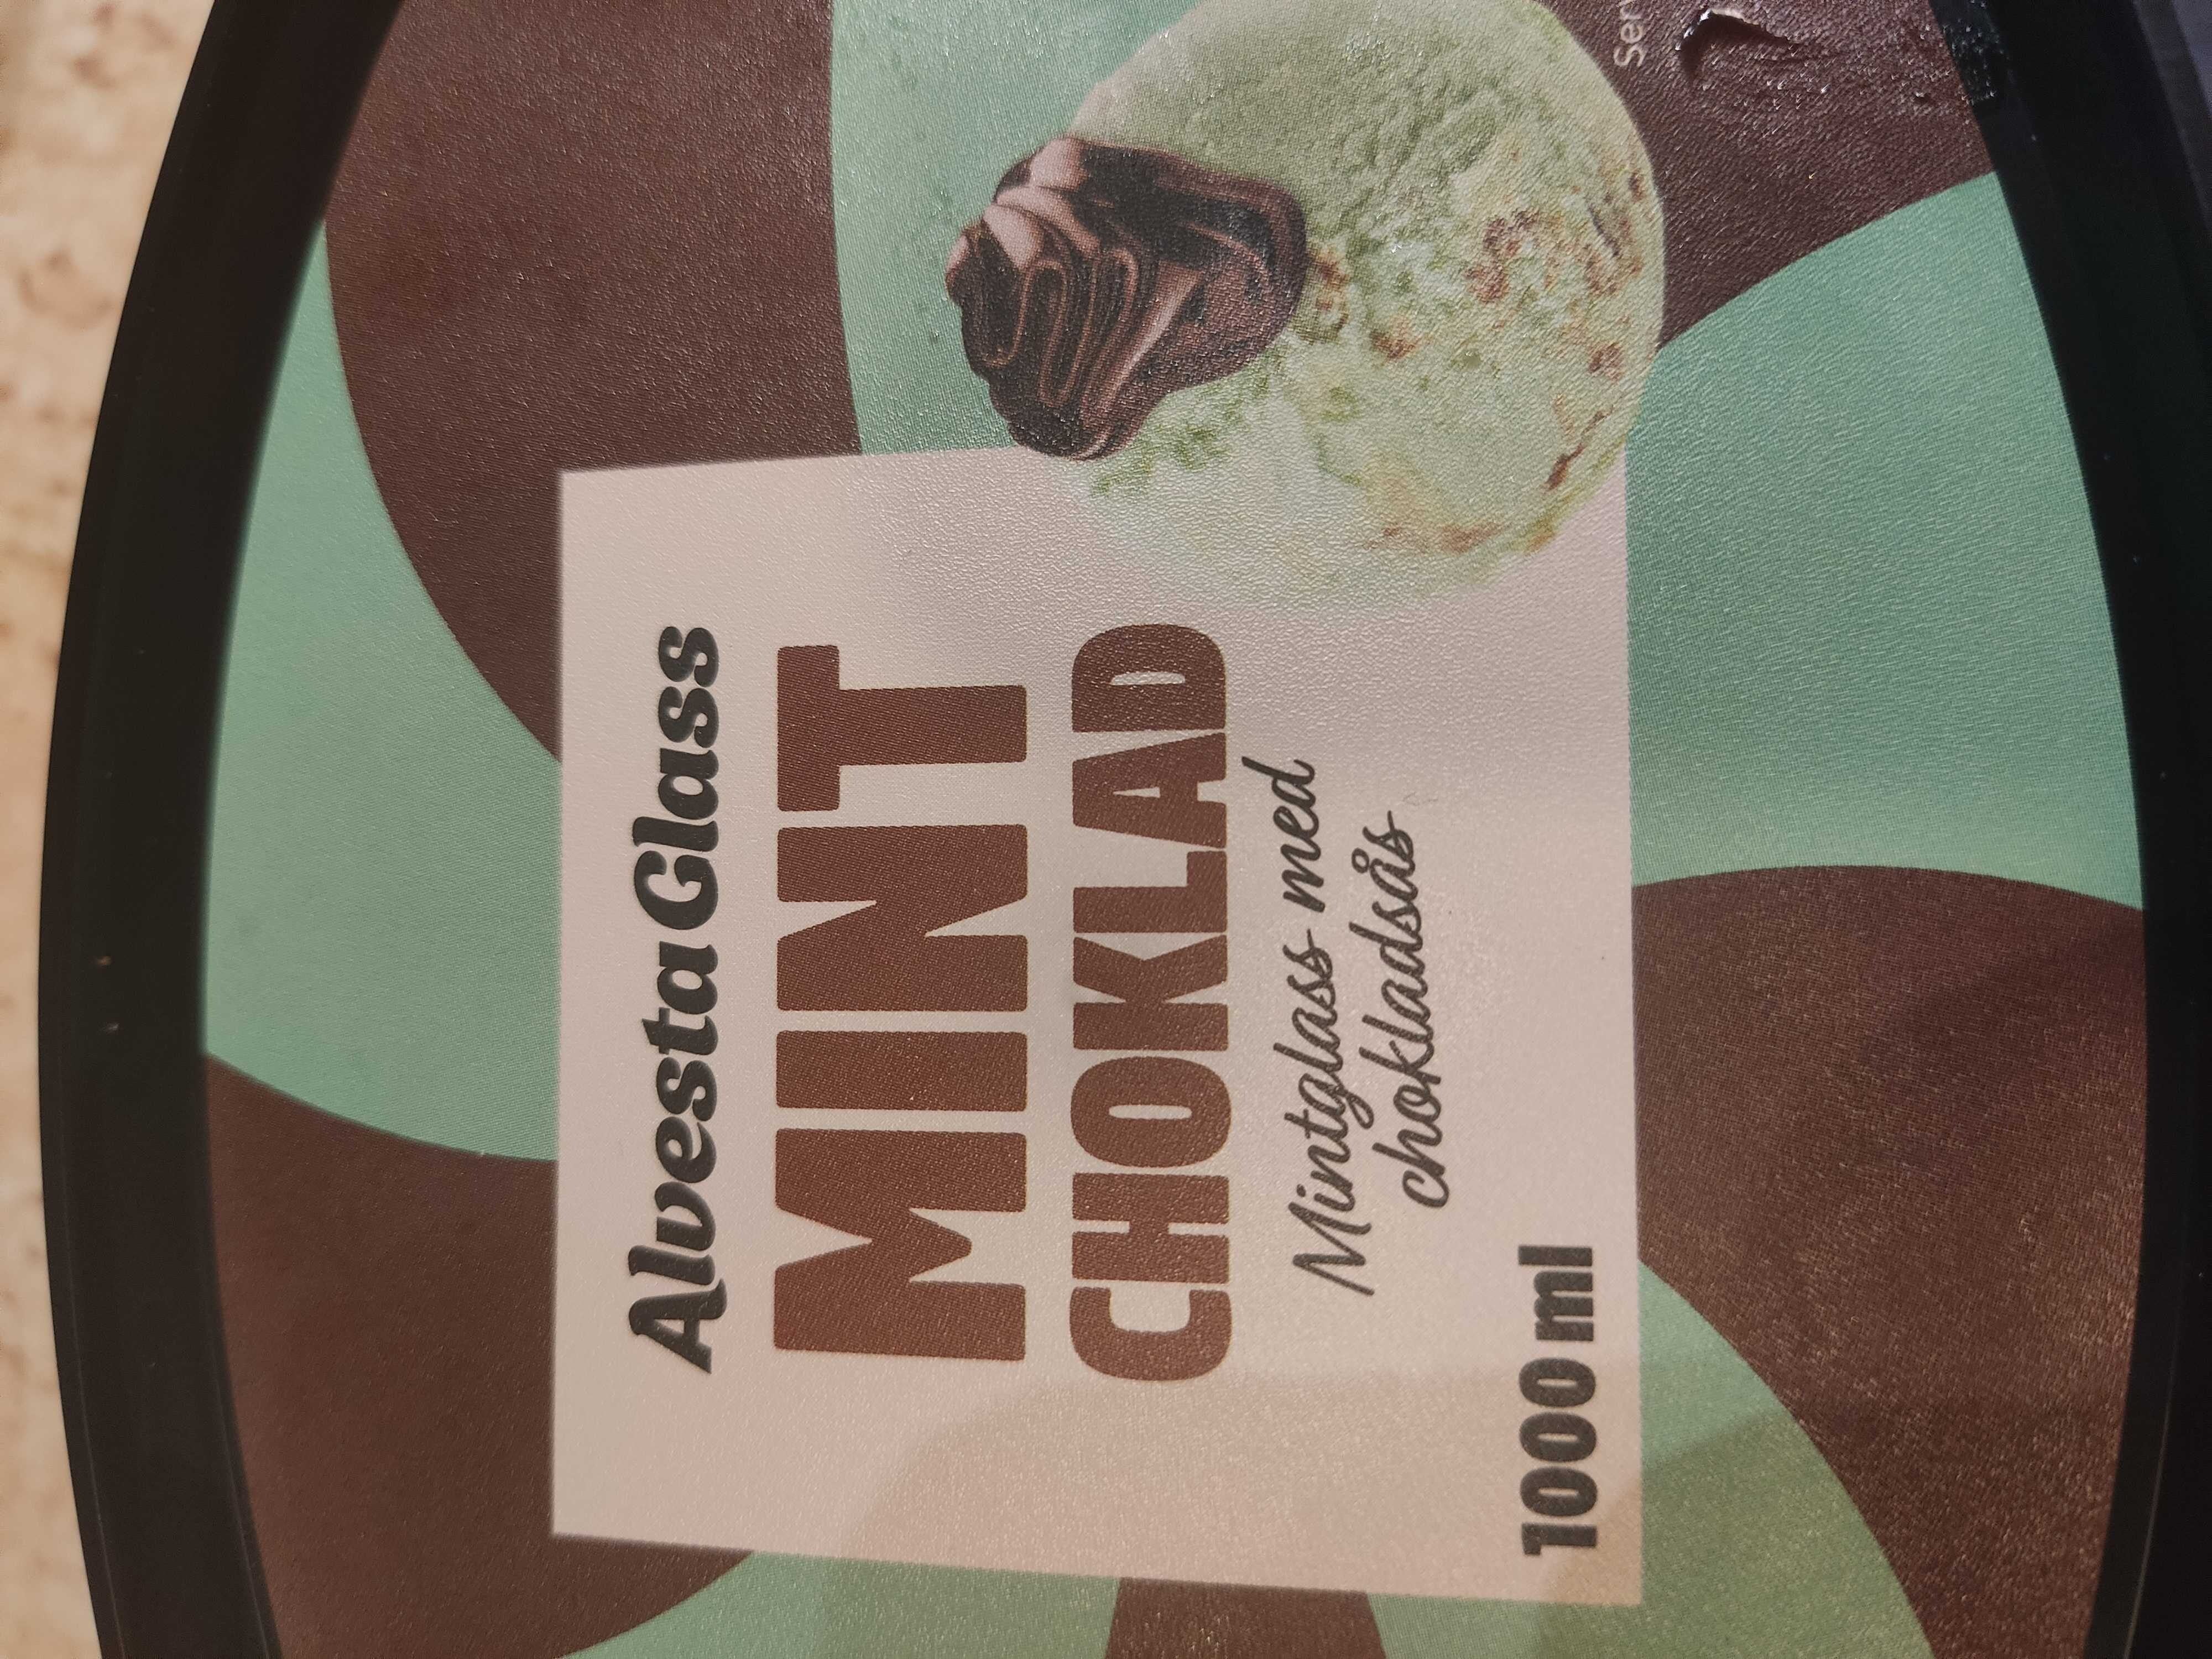 Alvesta Glass
MINT
CHOKLAD
Mintglass med
chokladsås
1000 ml